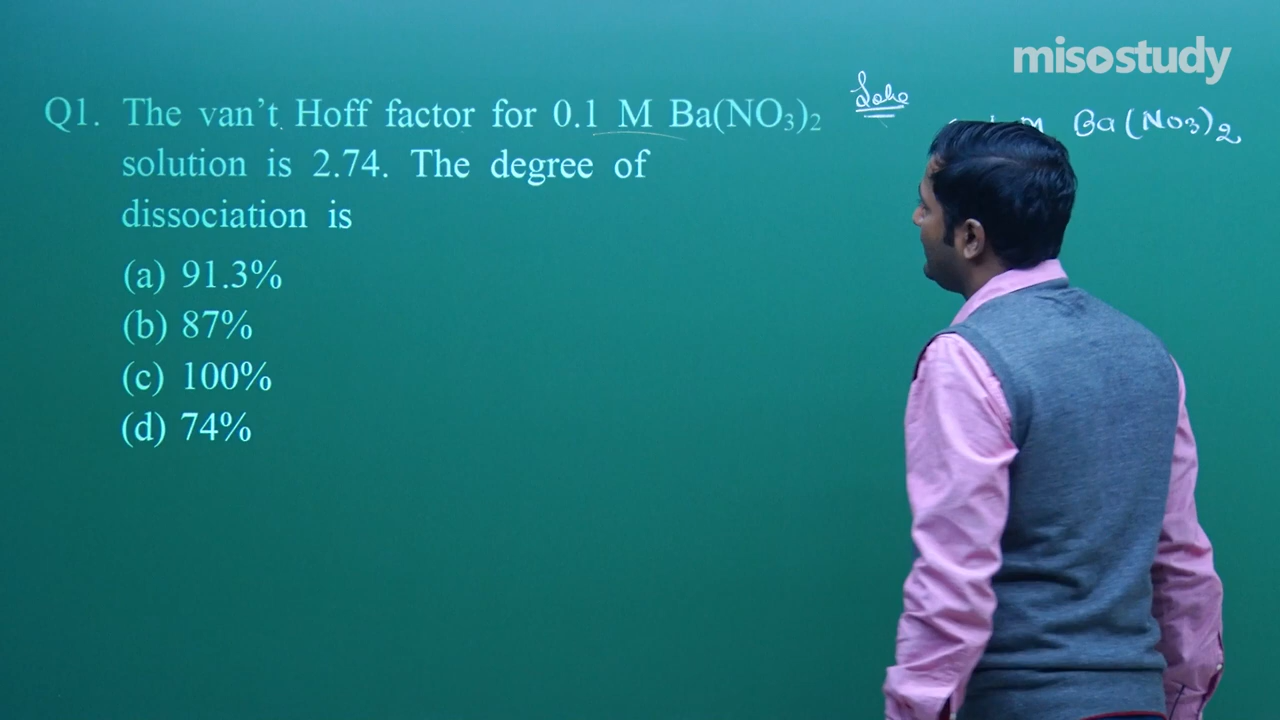 misostudy
Q1. The van't Hoff factor for 0.1 M Ba(NO₃)₂
solution is 2.74. The degree of
dissociation is
(a) 91.3%
(b) 87%
(c) 100%
(d) 74%
M Ba(NO₃)₂